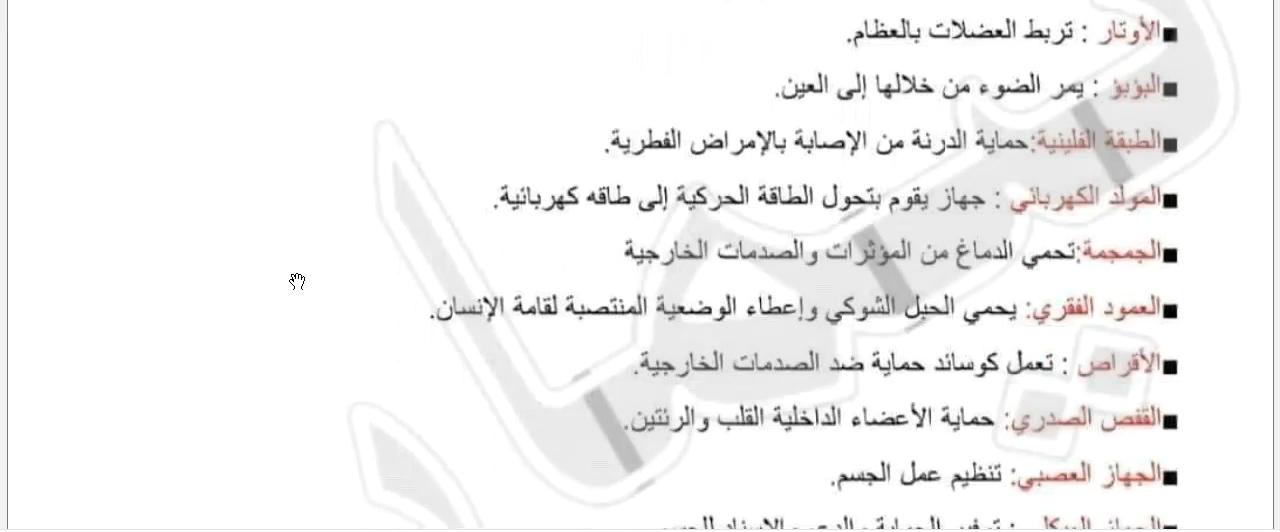 ■الأوتار : تربط العضلات بالعظام.
■البؤبؤ : يمر الضوء من خلالها إلى العين.
■الطبقة الفلينية:حماية الدرنة من الإصابة بالإمراض الفطرية.
■المولد الكهربائي : جهاز يقوم بتحول الطاقة الحركية إلى طاقه كهربائية.
■الجمجمة:تحمي الدماغ من المؤثرات والصدمات الخارجية
■العمود الفقري: يحمي الحبل الشوكي وإعطاء الوضعية المنتصبة لقامة الإنسان.
■الأقراص : تعمل كوسائد حماية ضد الصدمات الخارجية.
■القفص الصدري: حماية الأعضاء الداخلية القلب والرئتين.
■الجهاز العصبي: تنظيم عمل الجسم.